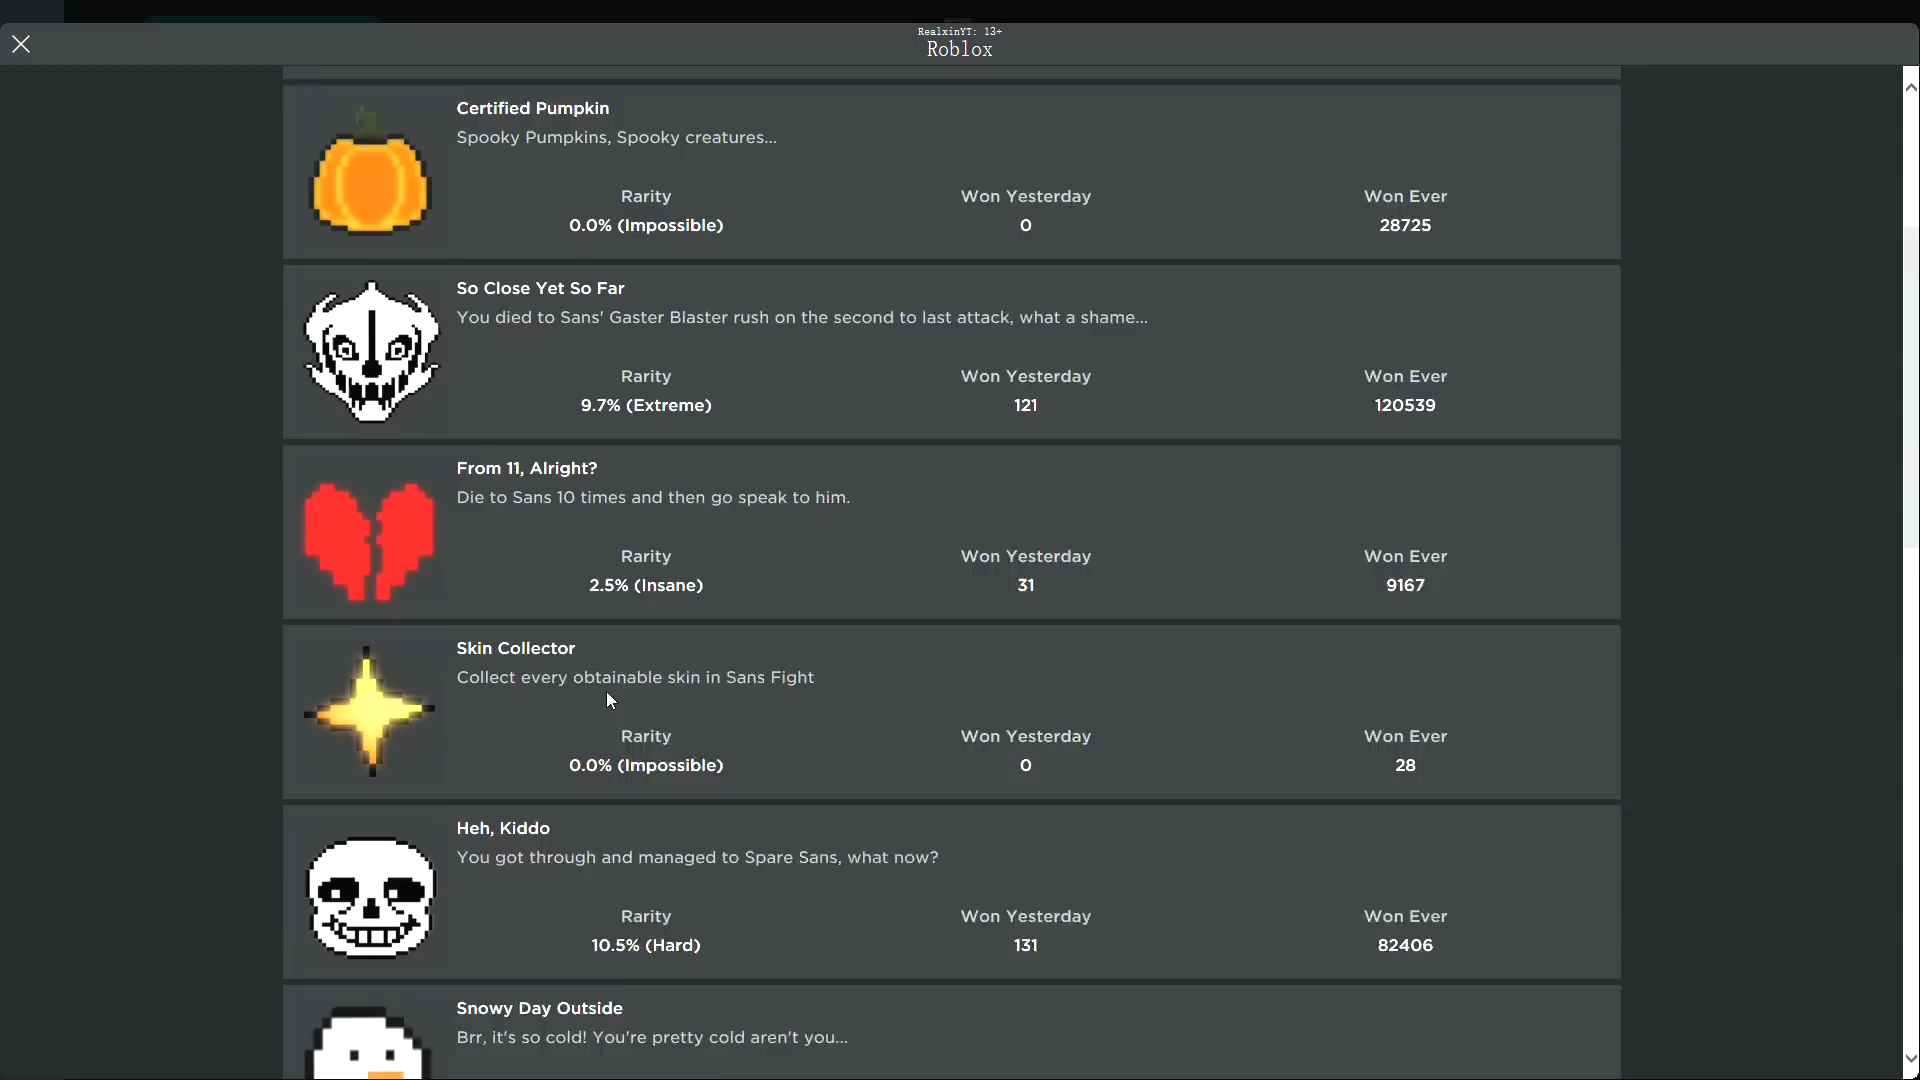 RealxinYT: 13+
Roblox
Certified Pumpkin
Spooky Pumpkins, Spooky creatures...
Rarity Won Yesterday Won Ever
0.0% (Impossible) 0 28725
So Close Yet So Far
You died to Sans' Gaster Blaster rush on the second to last attack, what a shame...
Rarity Won Yesterday Won Ever
9.7% (Extreme) 121 120539
From 11, Alright?
Die to Sans 10 times and then go speak to him.
Rarity Won Yesterday Won Ever
2.5% (Insane) 31 9167
Skin Collector
Collect every obtainable skin in Sans Fight
Rarity Won Yesterday Won Ever
0.0% (Impossible) 0 28
Heh, Kiddo
You got through and managed to Spare Sans, what now?
Rarity Won Yesterday Won Ever
10.5% (Hard) 131 82406
Snowy Day Outside
Brr, it's so cold! You're pretty cold aren't you...